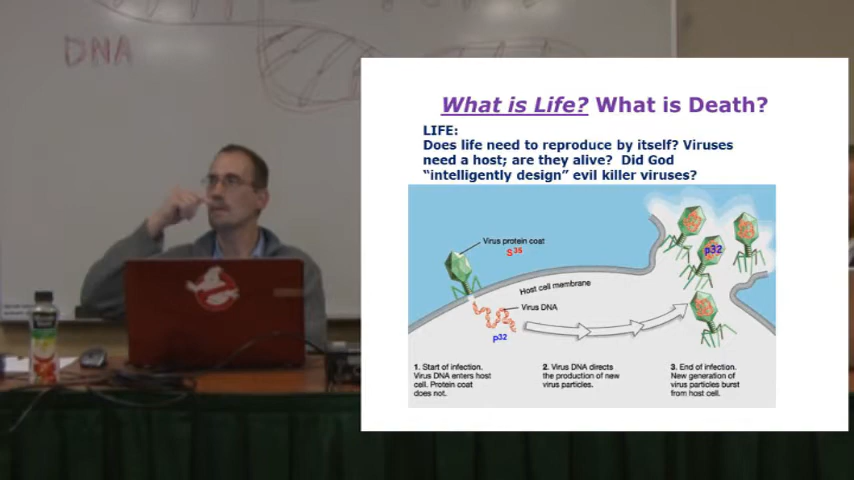 DNA
What is Life? What is Death?
LIFE:
Does life need to reproduce by itself? Viruses
need a host; are they alive? Did God
“intelligently design” evil killer viruses?
Virus protein coat
S35
p32
Host cell membrane
Virus DNA
p32
1. Start of infection.
Virus DNA enters host
cell. Protein coat
does not.
2. Virus DNA directs
the production of new
virus particles.
3. End of infection.
New generation of
virus particles burst
from host cell.